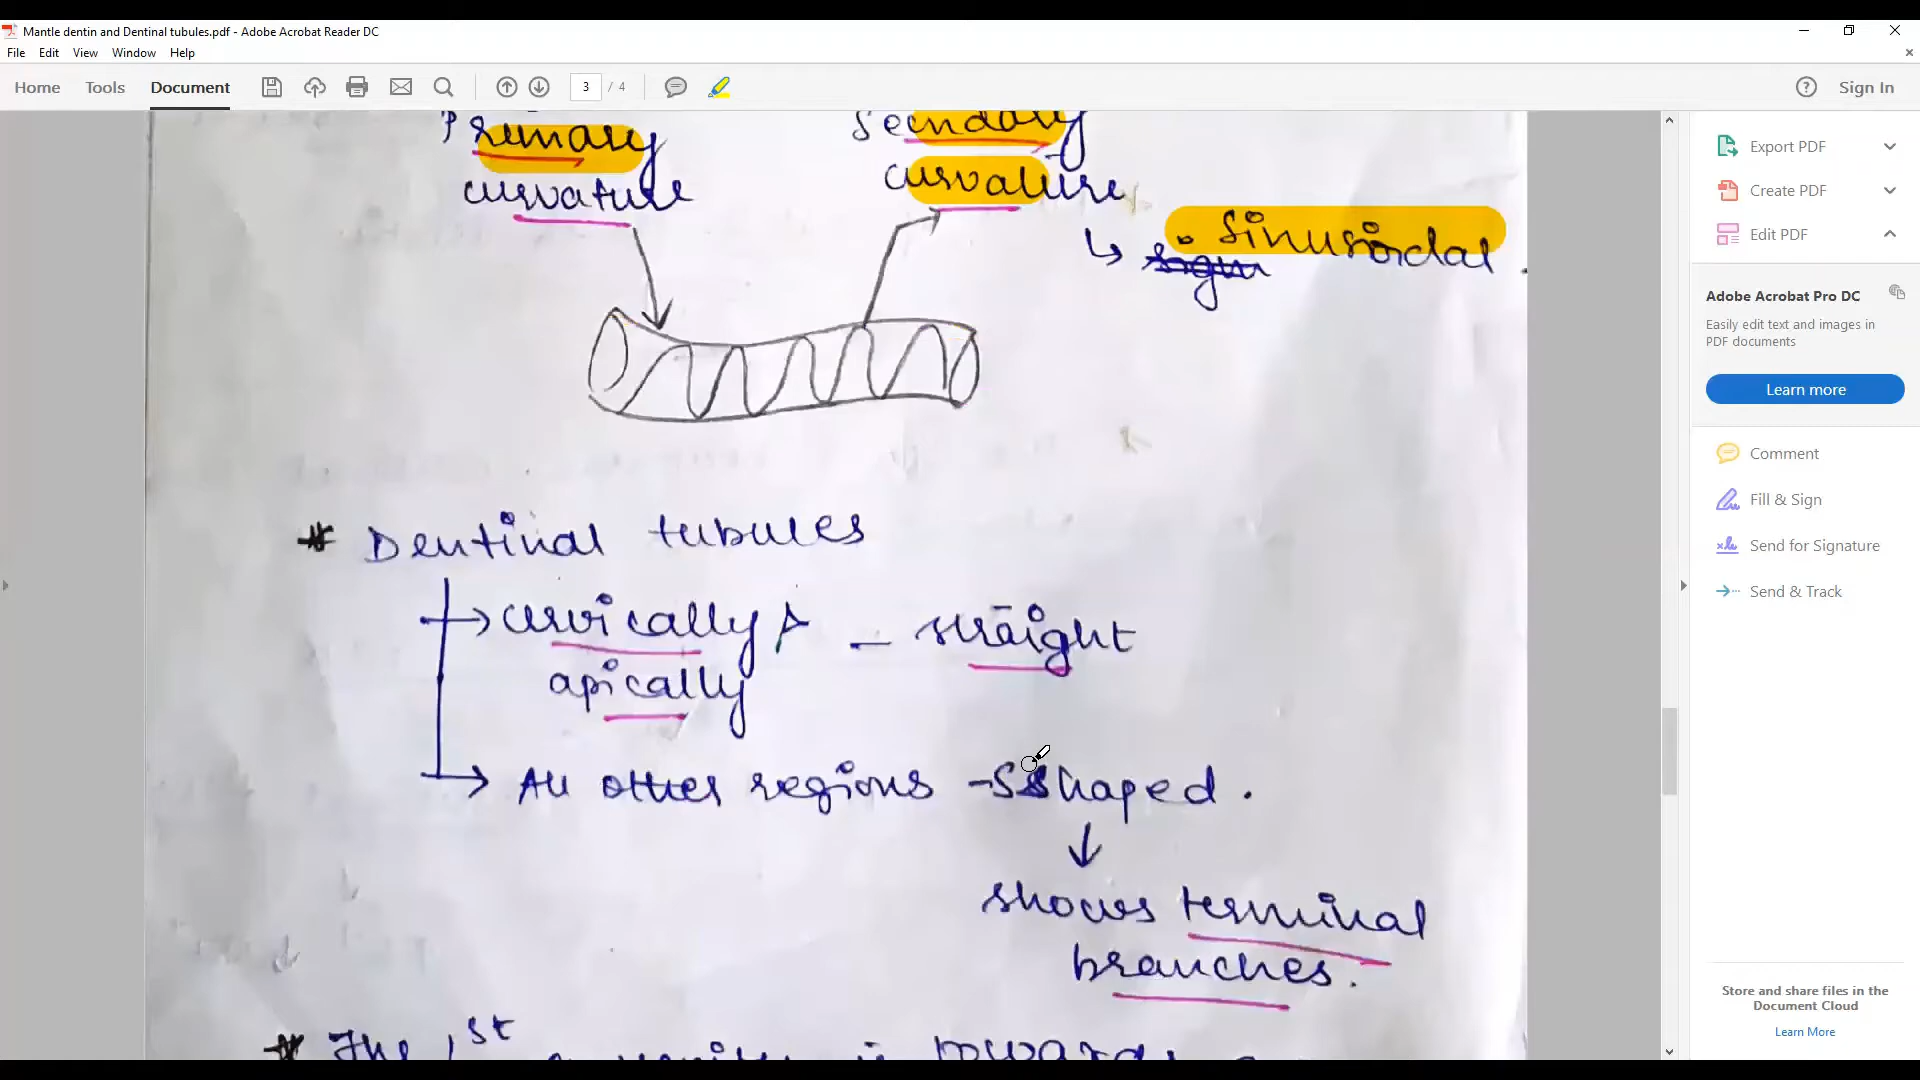 Mantle dentin and Dentinal tubules.pdf - Adobe Acrobat Reader DC
File Edit View Window Help
Home Tools Document 3 / 4 Sign In
Primary
curvature
Secondary
curvature
↳ Sinusoidal
* Dentinal tubules
→ cervically & — straight
apically
→ All other regions - S shaped.
↓
shows terminal
branches.
* The 1st towards
Export PDF
Create PDF
Edit PDF
Adobe Acrobat Pro DC
Easily edit text and images in
PDF documents
Learn more
Comment
Fill & Sign
Send for Signature
Send & Track
Store and share files in the
Document Cloud
Learn More